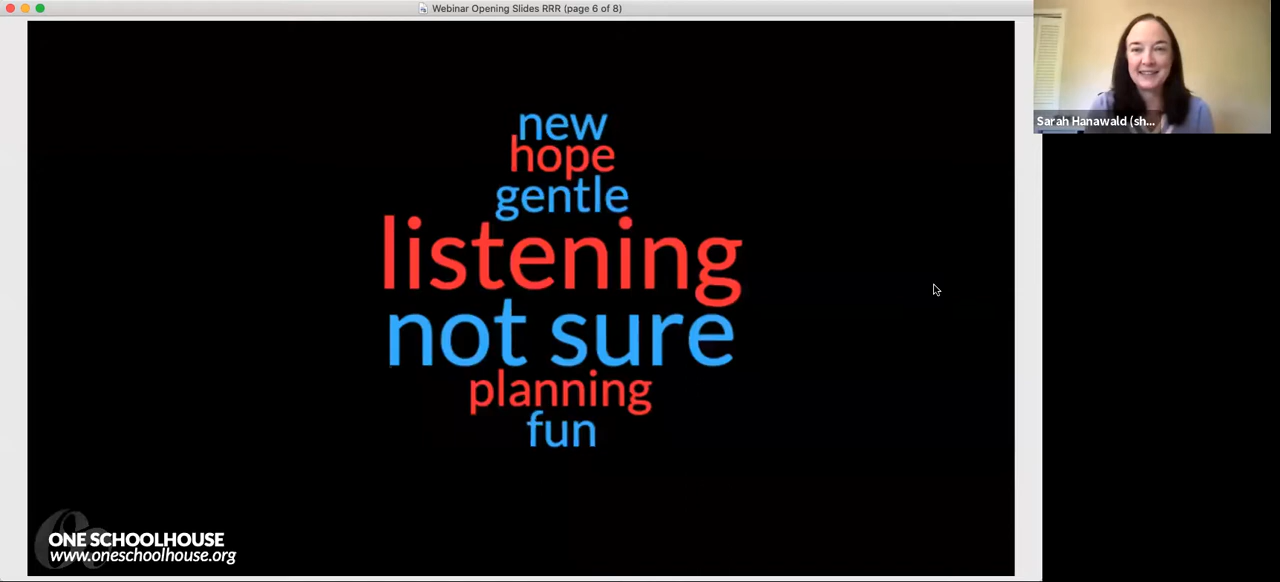 Webinar Opening Slides RRR (page 6 of 8)
Sarah Hanawald (sh...
new
hope
gentle
listening
not sure
planning
fun
ONE SCHOOLHOUSE
www.oneschoolhouse.org